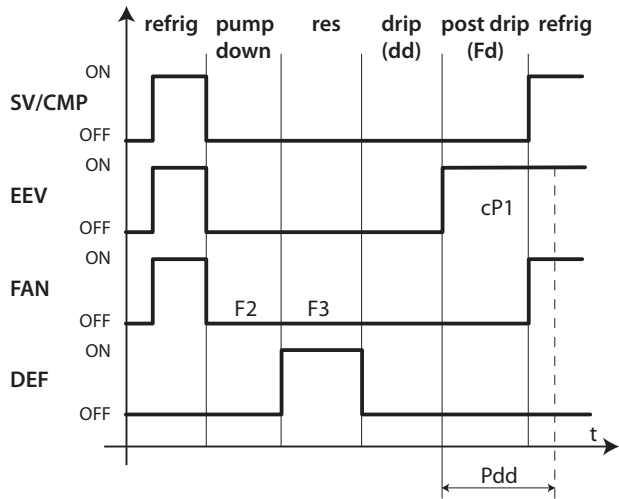 refrig pump res drip post drip refrig
down (dd) (Fd)
ON
SV/CMP
OFF
ON
EEV
cP1
OFF
ON
FAN
F2 F3
OFF
ON
DEF
OFF
t
Pdd